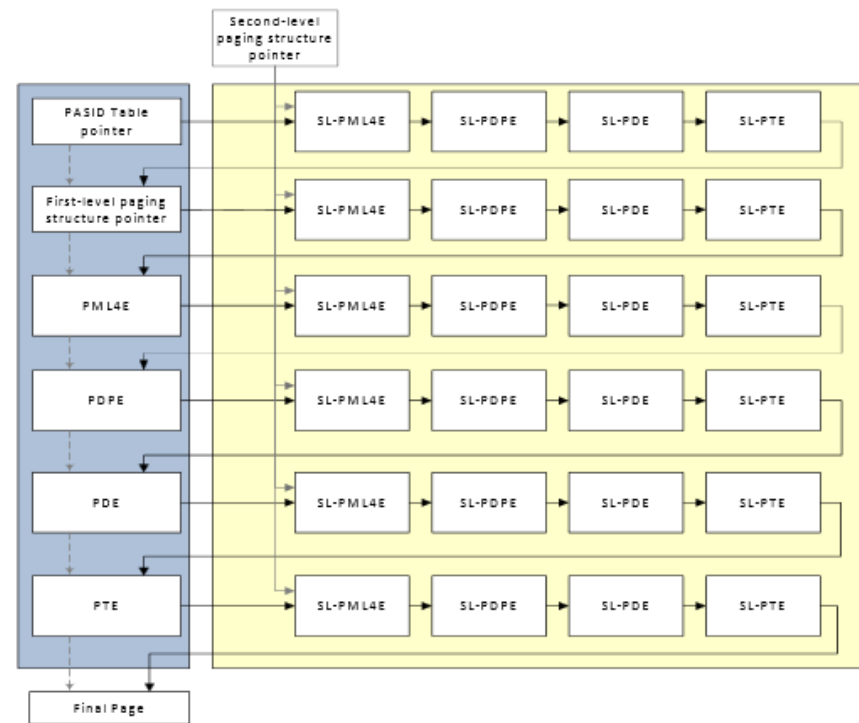 Second-level
paging structure
pointer
PASID Table
pointer
SL-PML4E
SL-PDPE
SL-PDE
SL-PTE
First-level paging
structure pointer
SL-PML4E
SL-PDPE
SL-PDE
SL-PTE
PML4E
SL-PML4E
SL-PDPE
SL-PDE
SL-PTE
PDPE
SL-PML4E
SL-PDPE
SL-PDE
SL-PTE
PDE
SL-PML4E
SL-PDPE
SL-PDE
SL-PTE
PTE
SL-PML4E
SL-PDPE
SL-PDE
SL-PTE
Final Page